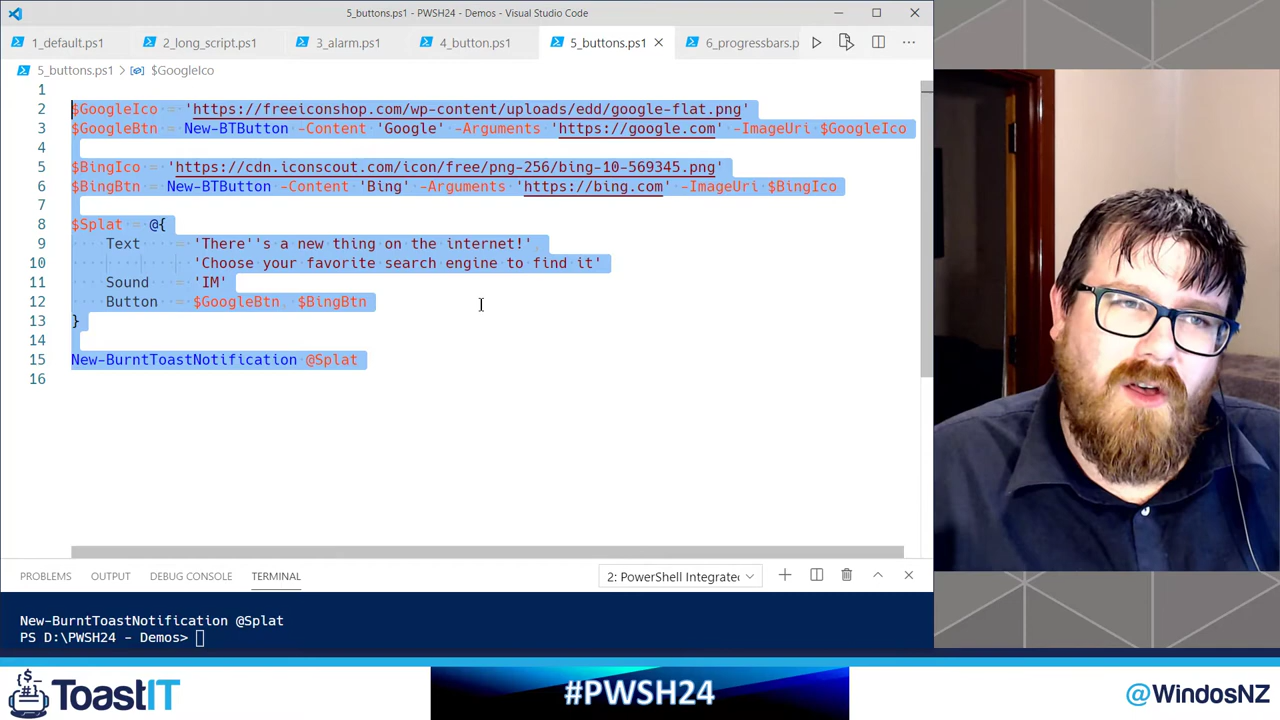 5_buttons.ps1 - PWSH24 - Demos - Visual Studio Code
1_default.ps1
2_long_script.ps1
3_alarm.ps1
4_button.ps1
5_buttons.ps1
6_progressbars.p
5_buttons.ps1 > $GoogleIco
1
2 $GoogleIco = 'https://freeiconshop.com/wp-content/uploads/edd/google-flat.png'
3 $GoogleBtn = New-BTButton -Content 'Google' -Arguments 'https://google.com' -ImageUri $GoogleIco
4
5 $BingIco = 'https://cdn.iconscout.com/icon/free/png-256/bing-10-569345.png'
6 $BingBtn = New-BTButton -Content 'Bing' -Arguments 'https://bing.com' -ImageUri $BingIco
7
8 $Splat = @{
9 Text = 'There''s a new thing on the internet!',
10 'Choose your favorite search engine to find it'
11 Sound = 'IM'
12 Button = $GoogleBtn, $BingBtn
13 }
14
15 New-BurntToastNotification @Splat
16
PROBLEMS OUTPUT DEBUG CONSOLE TERMINAL
2: PowerShell Integrated
New-BurntToastNotification @Splat
PS D:\PWSH24 - Demos>
ToastIT
#PWSH24
@WindosNZ